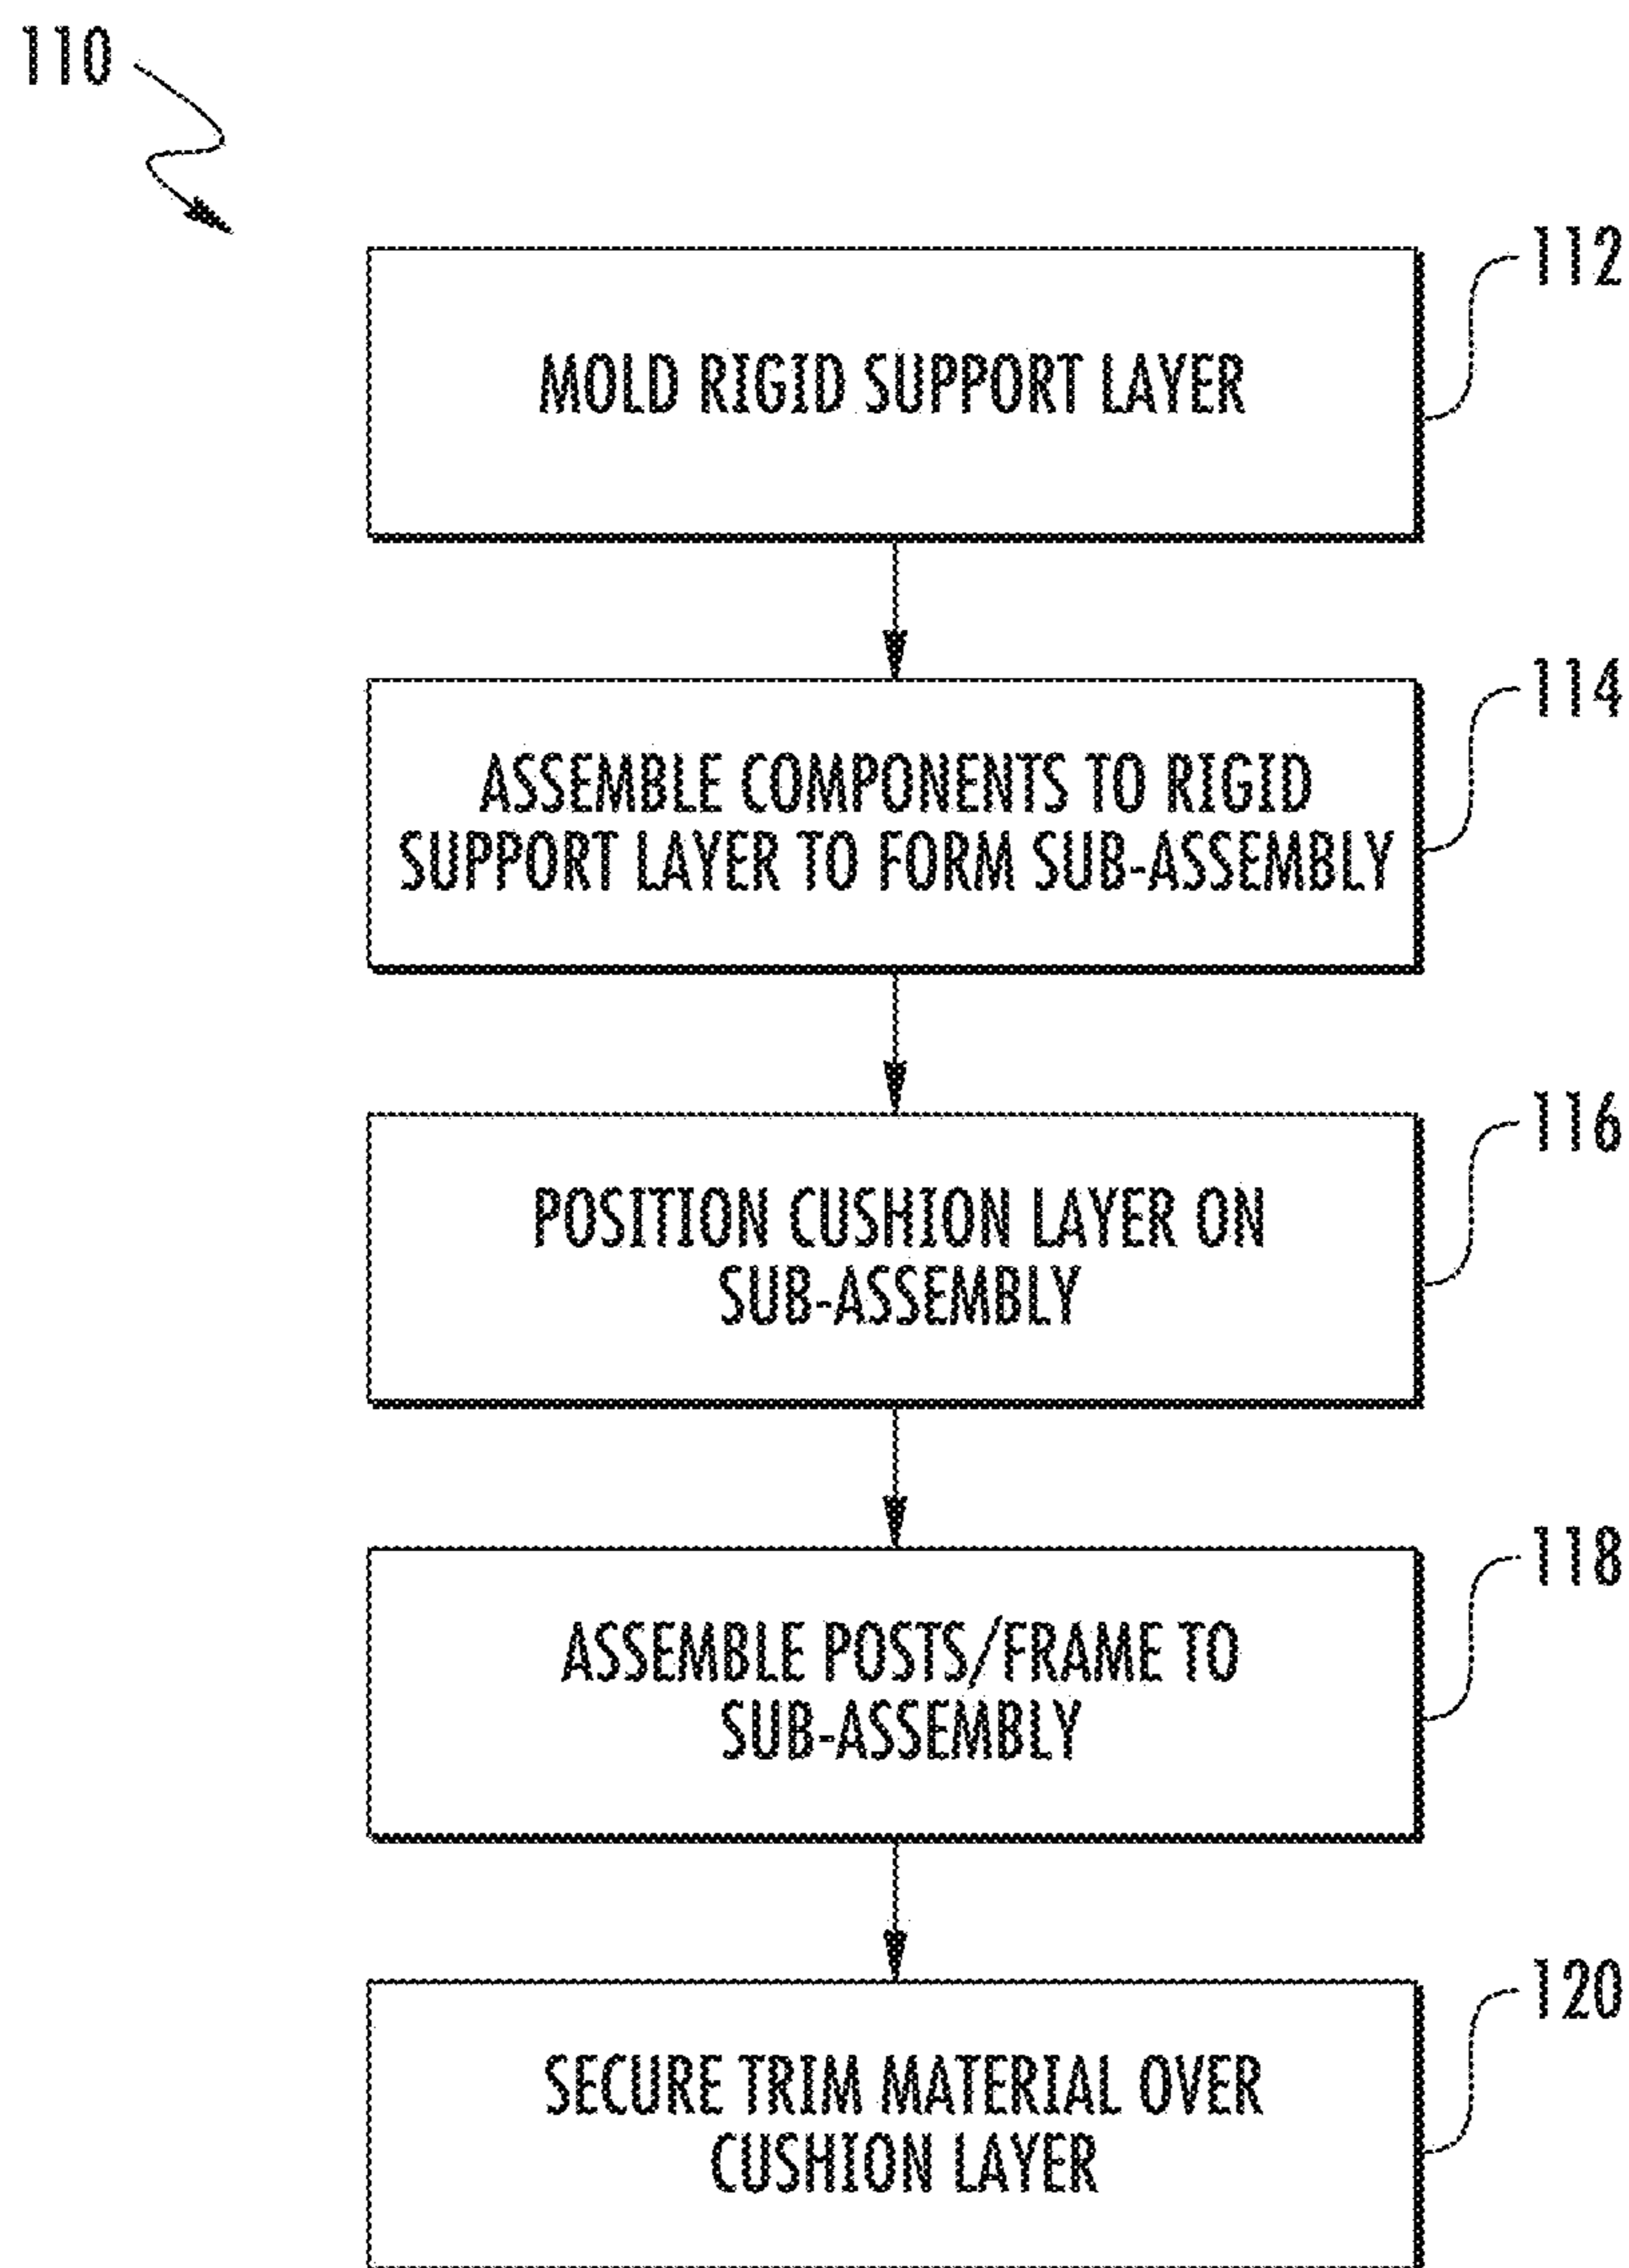 110
112
MOLD RIGID SUPPORT LAYER
114
ASSEMBLE COMPONENTS TO RIGID
SUPPORT LAYER TO FORM SUB-ASSEMBLY
116
POSITION CUSHION LAYER ON
SUB-ASSEMBLY
118
ASSEMBLE POSTS/FRAME TO
SUB-ASSEMBLY
120
SECURE TRIM MATERIAL OVER
CUSHION LAYER